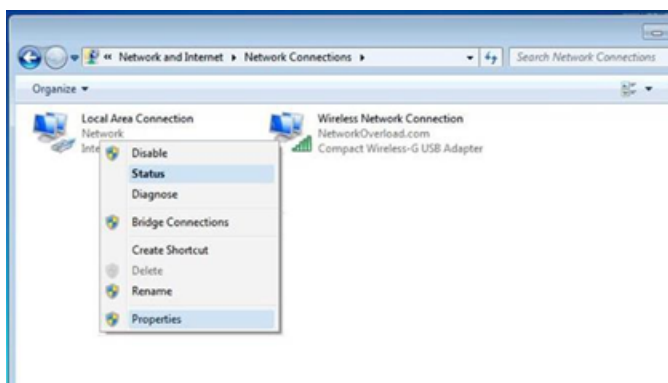 « Network and Internet ▸ Network Connections ▸
Search Network Connections
Organize
Local Area Connection
Network
Inte
Wireless Network Connection
NetworkOverload.com
Compact Wireless-G USB Adapter
Disable
Status
Diagnose
Bridge Connections
Create Shortcut
Delete
Rename
Properties